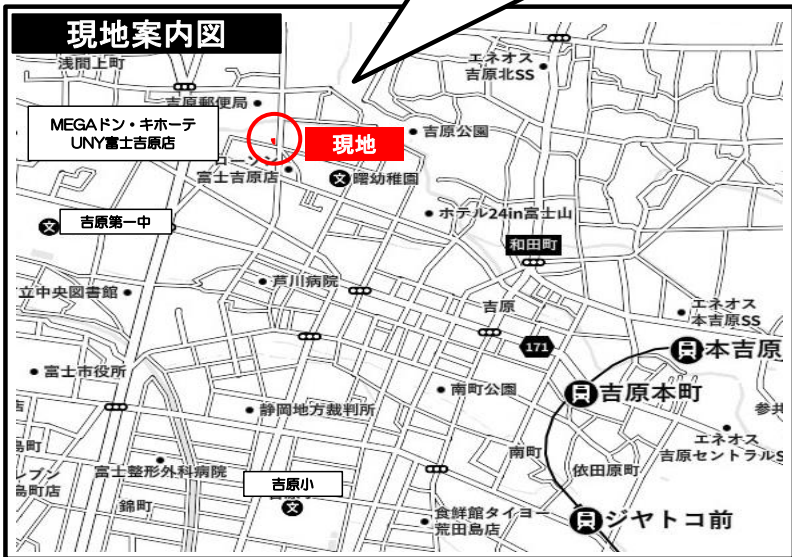 現地案内図
浅間上町
エネオス
吉原北SS
吉原郵便局
MEGAドン・キホーテ
UNY富士吉原店
現地
吉原公園
ローソン
富士吉原店
曙幼稚園
吉原第一中
ホテル24in富士山
和田町
芦川病院
立中央図書館
吉原
エネオス
本吉原SS
171
本吉原
富士市役所
吉原本町
南町公園
静岡地方裁判所
参井
エネオス
吉原セントラルS
島町
南町
依田原町
富士整形外科病院
吉原小
レブン
島町店
錦町
食鮮館タイヨー
荒田島店
ジヤトコ前